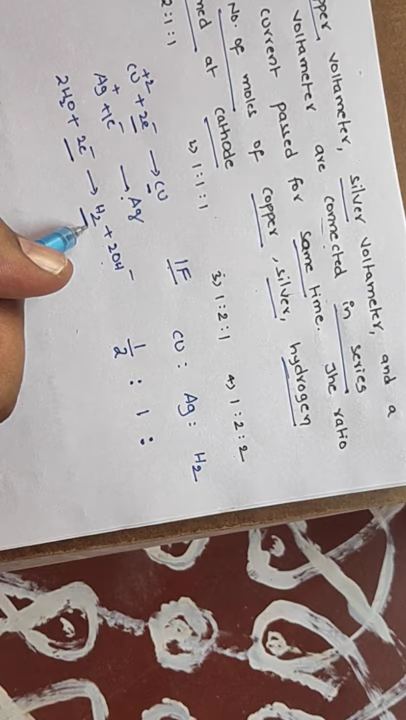 voltameter, silver voltameter, and a
voltameter are connected in series
current passed for same time. The ratio
No. of moles of copper, silver, hydrogen
at cathode
2:1:1 2) 1:1:1 3) 1:2:1 4) 1:2:2
Cu⁺² + 2e⁻ → Cu
Ag⁺ + 1e⁻ → Ag
2H₂O + 2e⁻ → H₂ + 2OH⁻
1F Cu : Ag : H₂
1/2 : 1 :